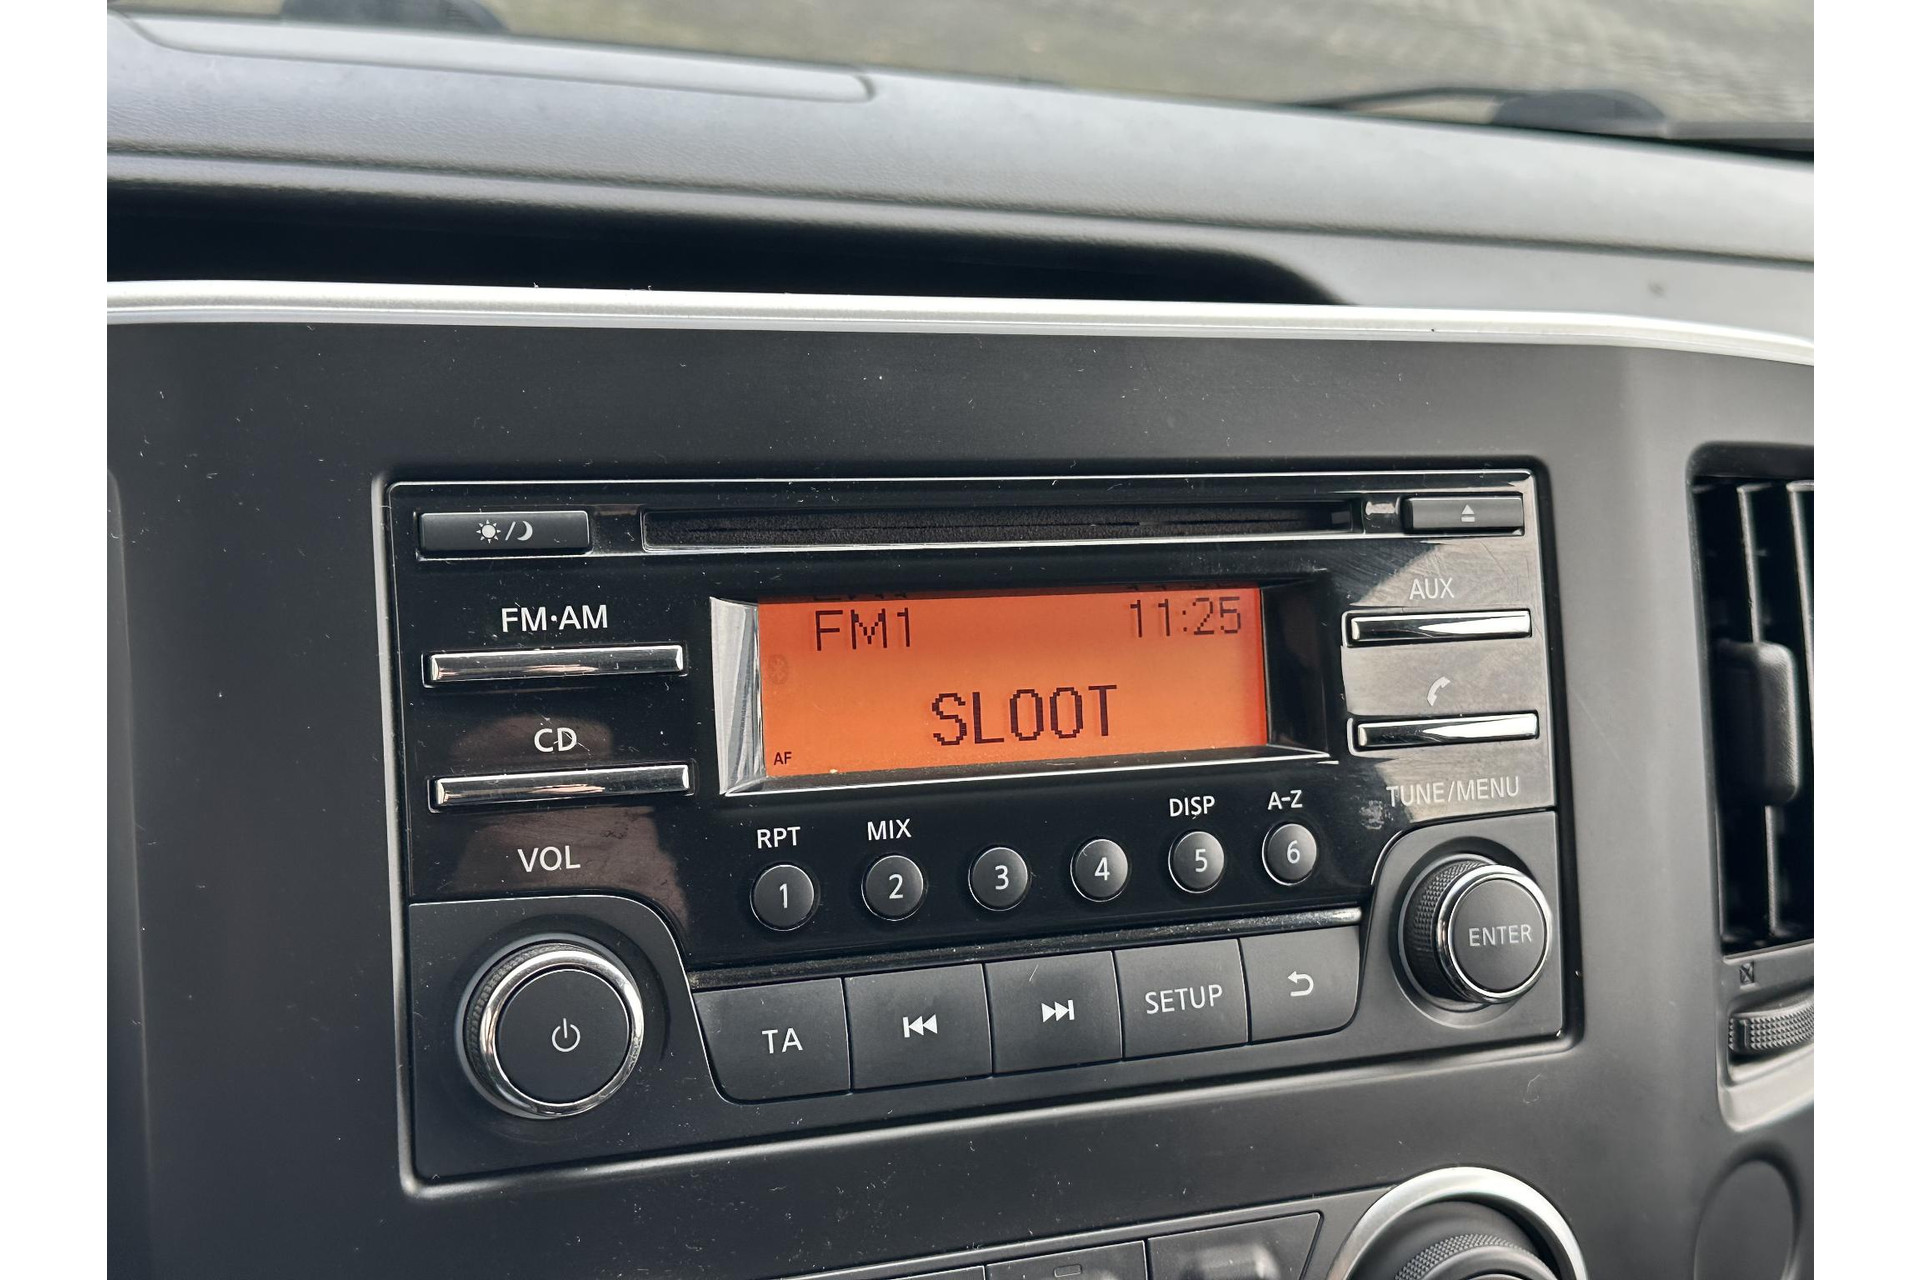 FM·AM
AUX
FM1 11:25
SLOOT
AF
CD
TUNE/MENU
RPT MIX DISP A-Z
VOL
1 2 3 4 5 6
ENTER
TA SETUP